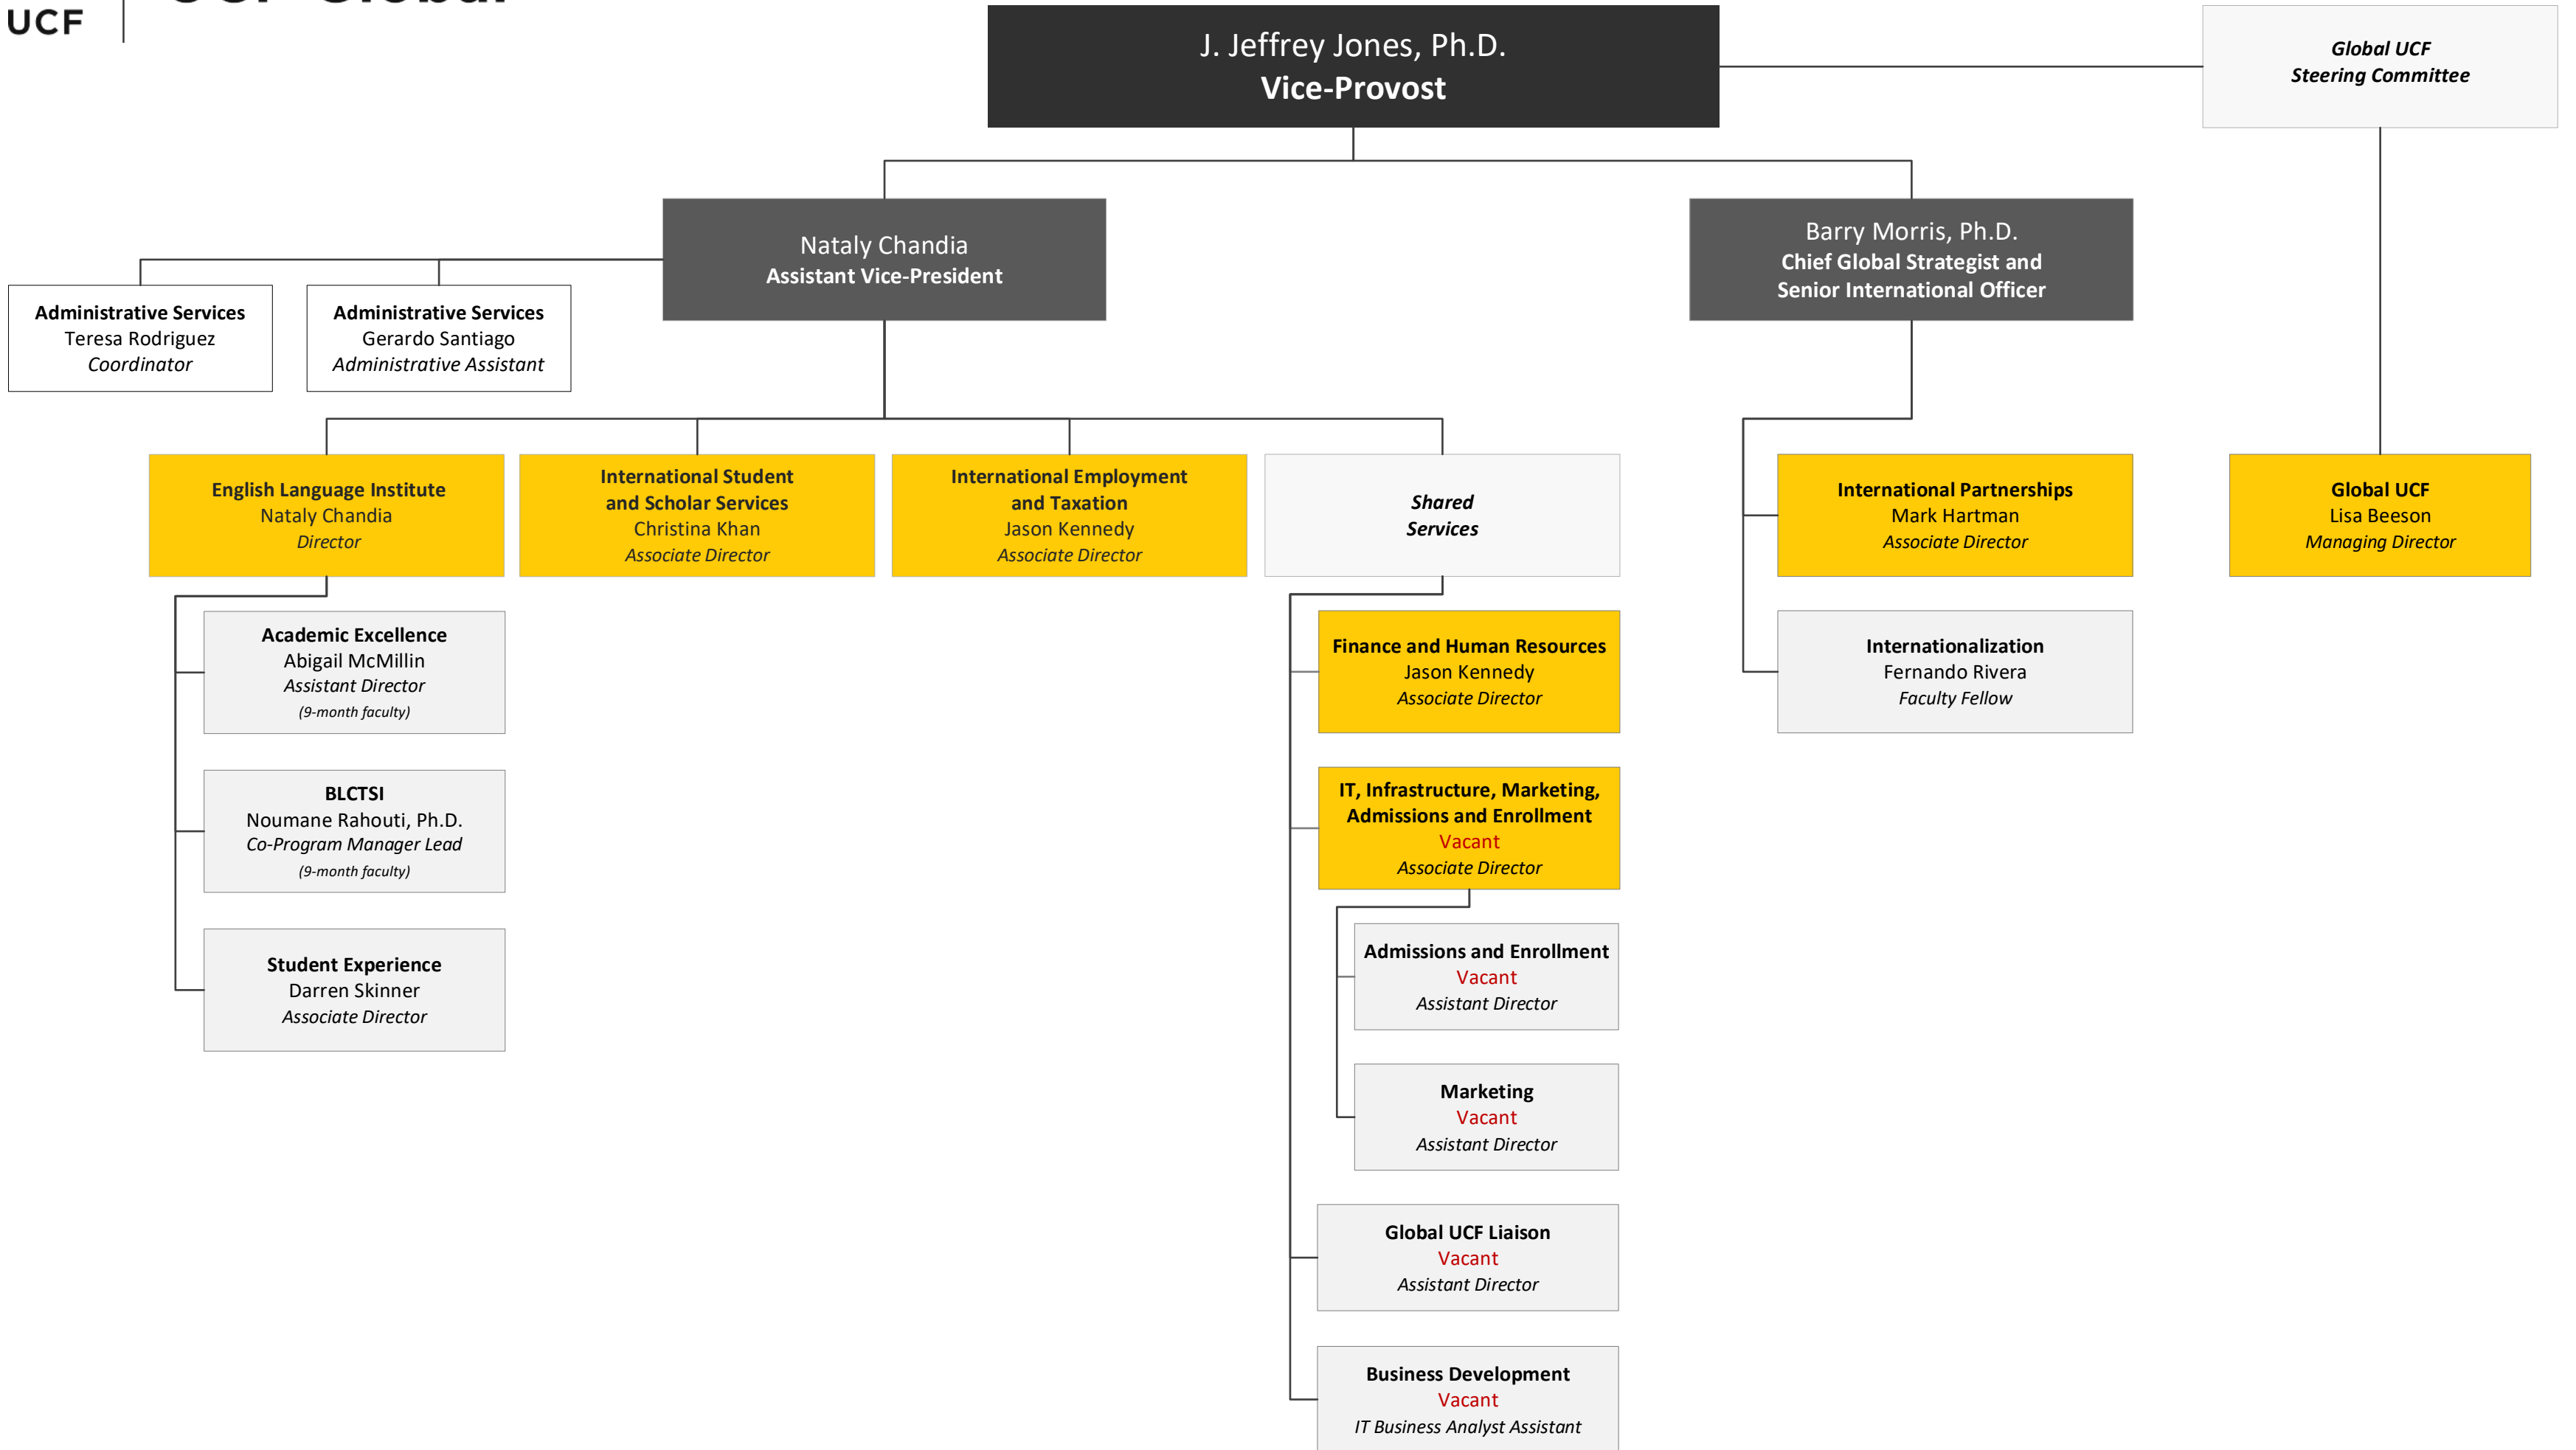 UCF
UCF Global
J. Jeffrey Jones, Ph.D.
Vice-Provost
Global UCF
Steering Committee
Nataly Chandia
Assistant Vice-President
Barry Morris, Ph.D.
Chief Global Strategist and
Senior International Officer
Administrative Services
Teresa Rodriguez
Coordinator
Administrative Services
Gerardo Santiago
Administrative Assistant
English Language Institute
Nataly Chandia
Director
International Student
and Scholar Services
Christina Khan
Associate Director
International Employment
and Taxation
Jason Kennedy
Associate Director
Shared
Services
International Partnerships
Mark Hartman
Associate Director
Global UCF
Lisa Beeson
Managing Director
Academic Excellence
Abigail McMillin
Assistant Director
(9-month faculty)
BLCTSI
Noumane Rahouti, Ph.D.
Co-Program Manager Lead
(9-month faculty)
Student Experience
Darren Skinner
Associate Director
Finance and Human Resources
Jason Kennedy
Associate Director
IT, Infrastructure, Marketing,
Admissions and Enrollment
Vacant
Associate Director
Admissions and Enrollment
Vacant
Assistant Director
Marketing
Vacant
Assistant Director
Global UCF Liaison
Vacant
Assistant Director
Business Development
Vacant
IT Business Analyst Assistant
Internationalization
Fernando Rivera
Faculty Fellow